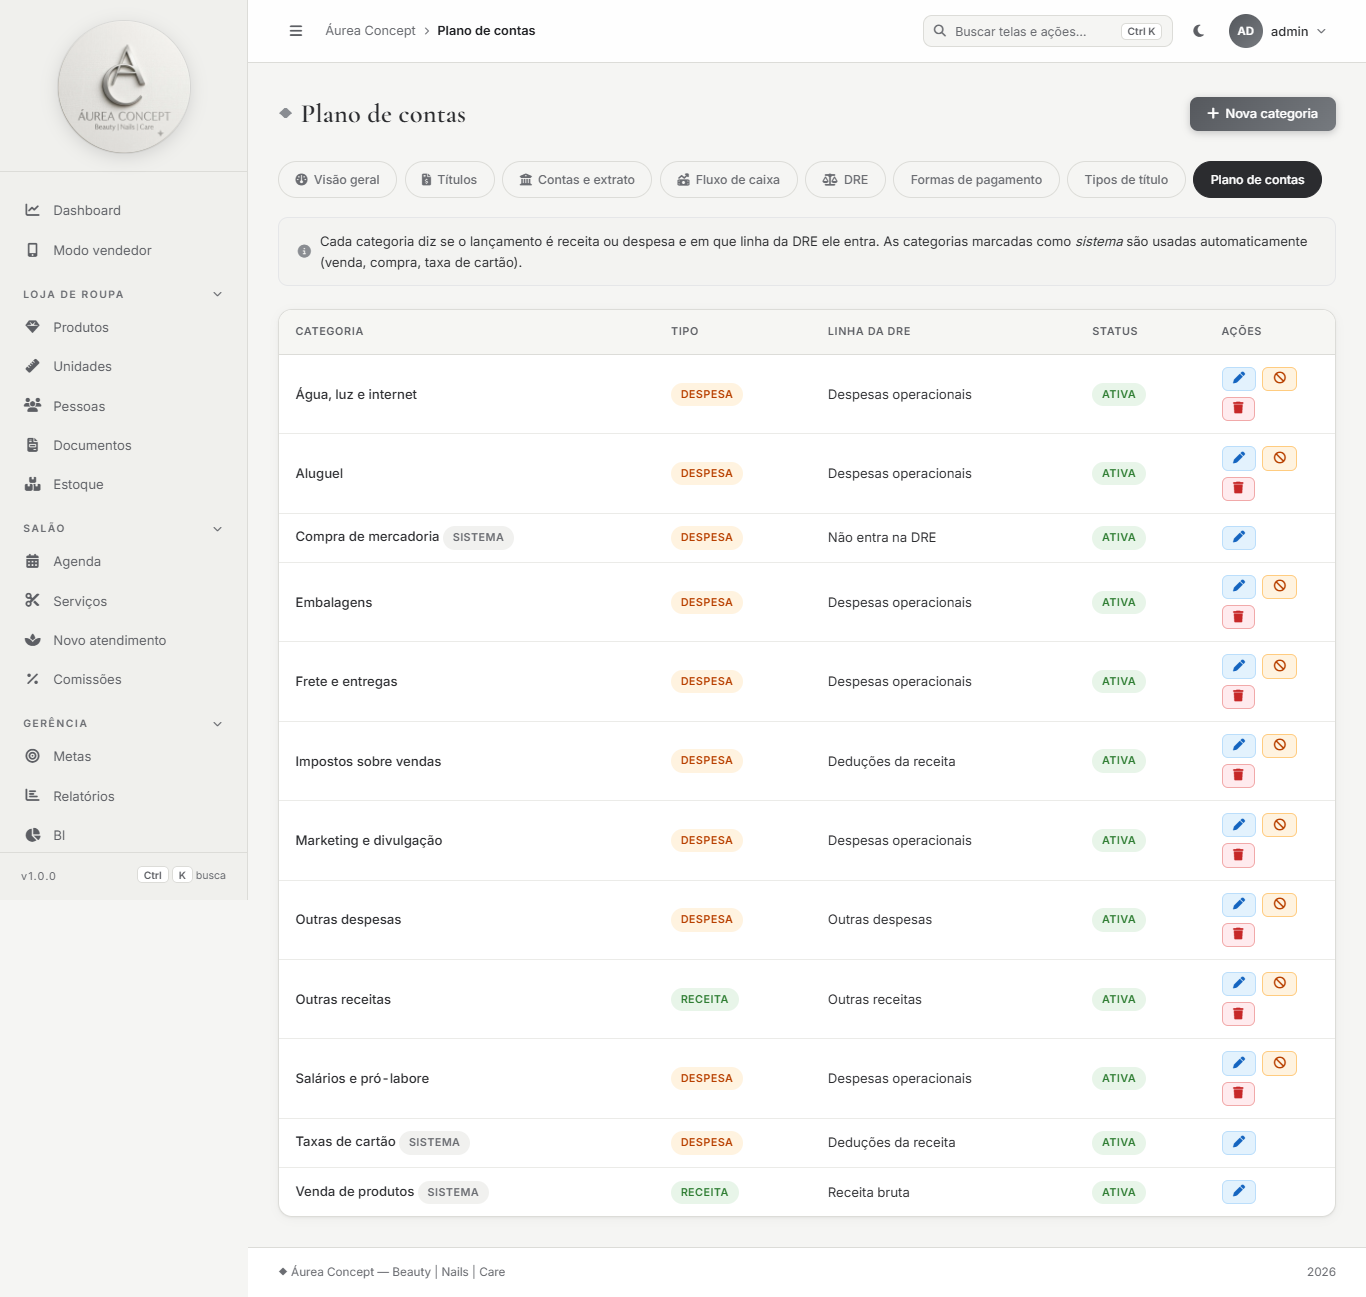 ÁUREA CONCEPT
Beauty | Nails | Care
Dashboard
Modo vendedor
LOJA DE ROUPA
Produtos
Unidades
Pessoas
Documentos
Estoque
SALÃO
Agenda
Serviços
Novo atendimento
Comissões
GERÊNCIA
Metas
Relatórios
BI
v1.0.0 Ctrl K busca
Áurea Concept > Plano de contas
Buscar telas e ações... Ctrl K
AD admin
Plano de contas
+ Nova categoria
Visão geral Títulos Contas e extrato Fluxo de caixa DRE Formas de pagamento Tipos de título Plano de contas
Cada categoria diz se o lançamento é receita ou despesa e em que linha da DRE ele entra. As categorias marcadas como sistema são usadas automaticamente
(venda, compra, taxa de cartão).
CATEGORIA TIPO LINHA DA DRE STATUS AÇÕES
Água, luz e internet DESPESA Despesas operacionais ATIVA
Aluguel DESPESA Despesas operacionais ATIVA
Compra de mercadoria SISTEMA DESPESA Não entra na DRE ATIVA
Embalagens DESPESA Despesas operacionais ATIVA
Frete e entregas DESPESA Despesas operacionais ATIVA
Impostos sobre vendas DESPESA Deduções da receita ATIVA
Marketing e divulgação DESPESA Despesas operacionais ATIVA
Outras despesas DESPESA Outras despesas ATIVA
Outras receitas RECEITA Outras receitas ATIVA
Salários e pró-labore DESPESA Despesas operacionais ATIVA
Taxas de cartão SISTEMA DESPESA Deduções da receita ATIVA
Venda de produtos SISTEMA RECEITA Receita bruta ATIVA
Áurea Concept — Beauty | Nails | Care
2026